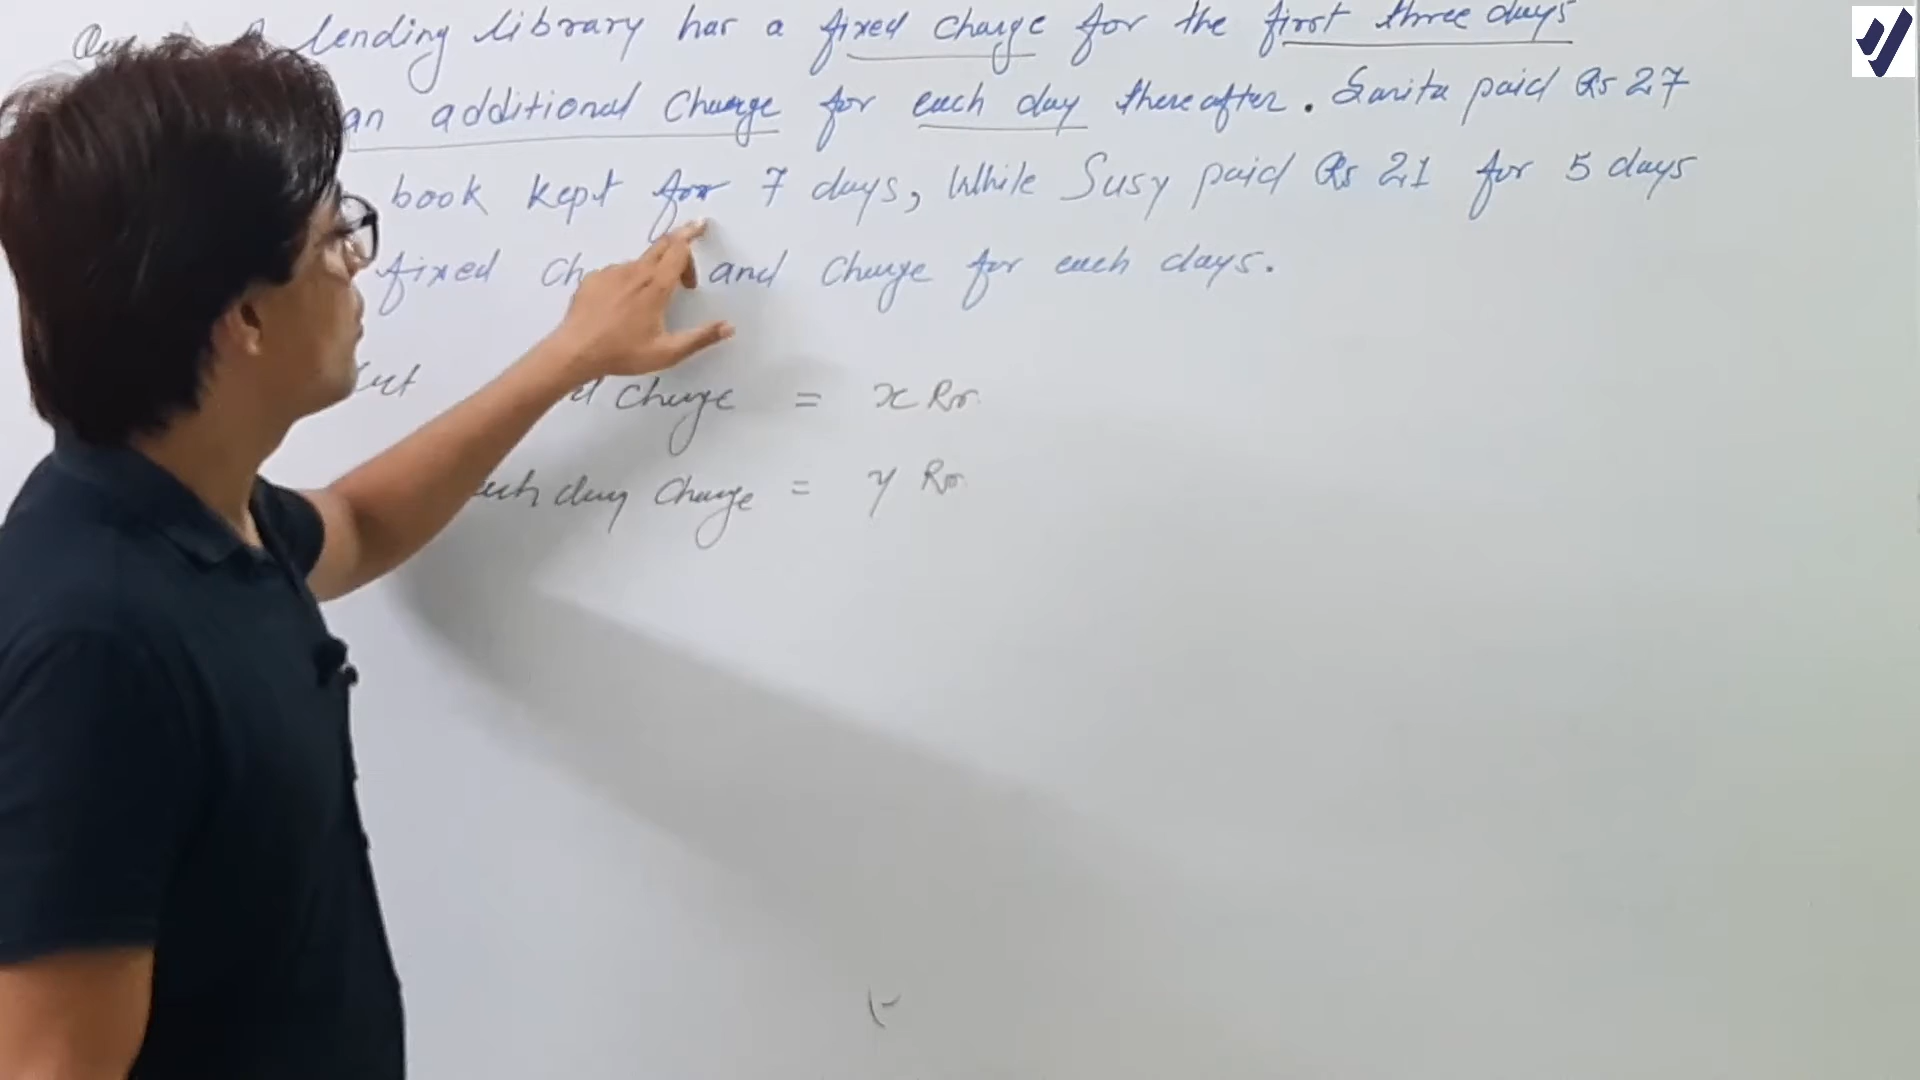 lending library has a fixed charge for the first three days
an additional Charge for each day thereafter. Sarita paid Rs 27
book kept for 7 days, While Susy paid Rs 21 for 5 days
fixed and Charge for each days.
Charge = x Rs.
day Charge = y Rs.